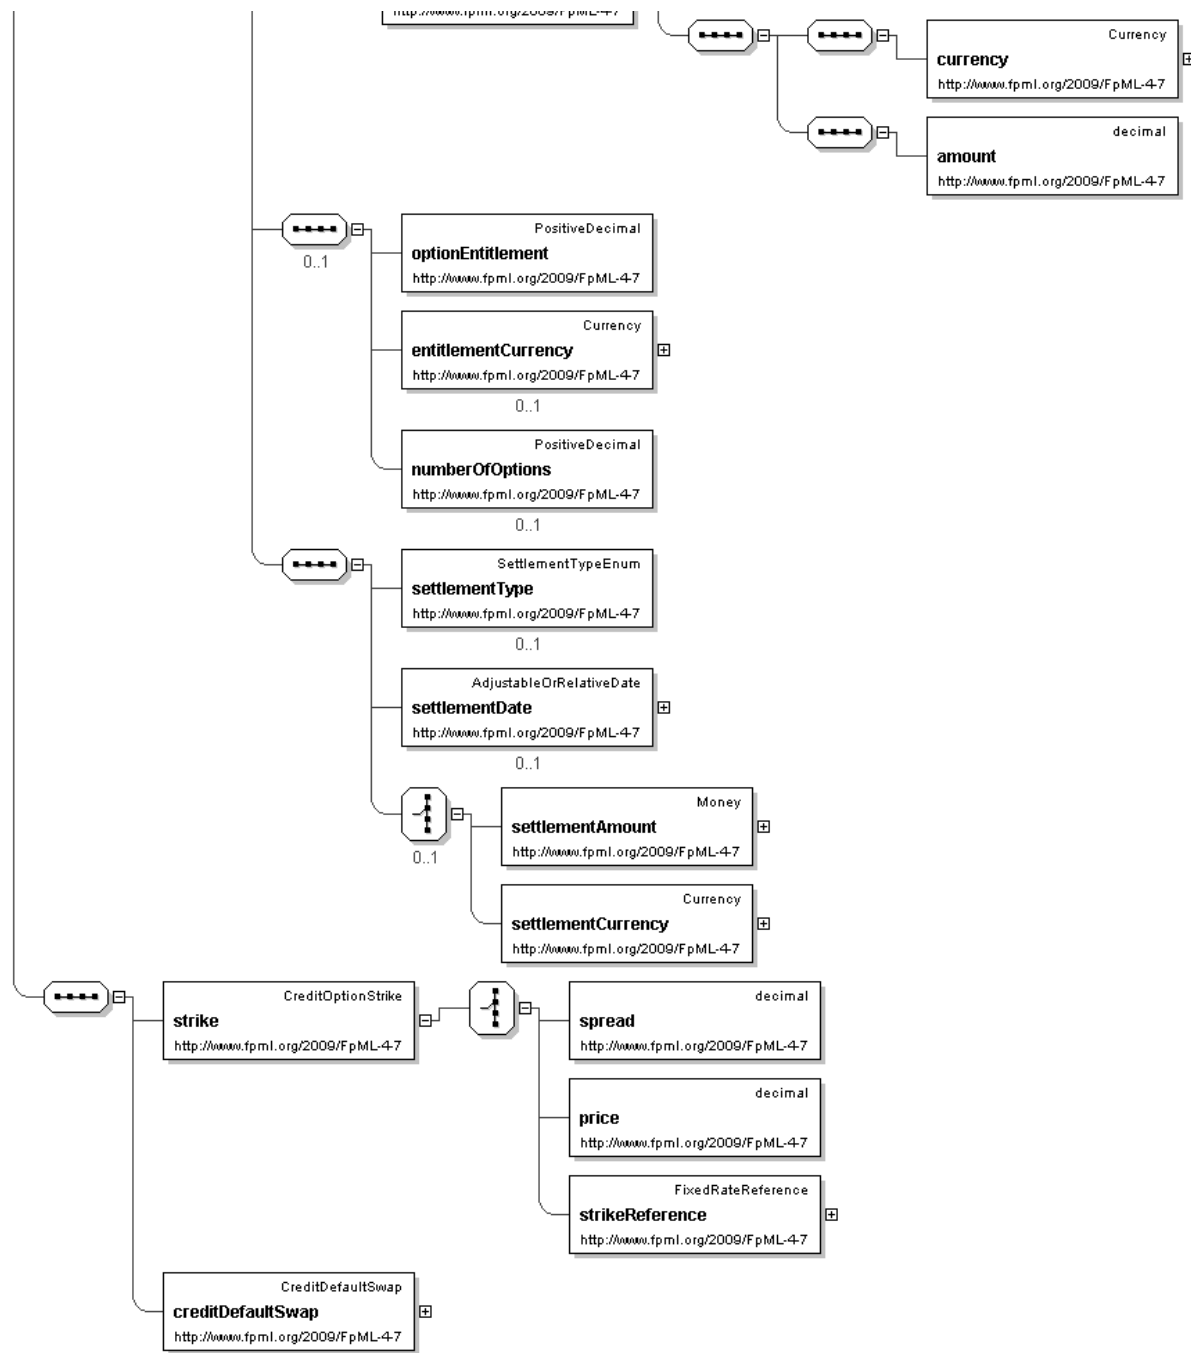 http://www.fpml.org/2009/FpML-4-7
Currency
currency
http://www.fpml.org/2009/FpML-4-7
decimal
amount
http://www.fpml.org/2009/FpML-4-7
PositiveDecimal
optionEntitlement
http://www.fpml.org/2009/FpML-4-7
0..1
Currency
entitlementCurrency
http://www.fpml.org/2009/FpML-4-7
0..1
PositiveDecimal
numberOfOptions
http://www.fpml.org/2009/FpML-4-7
0..1
SettlementTypeEnum
settlementType
http://www.fpml.org/2009/FpML-4-7
0..1
AdjustableOrRelativeDate
settlementDate
http://www.fpml.org/2009/FpML-4-7
0..1
Money
settlementAmount
http://www.fpml.org/2009/FpML-4-7
0..1
Currency
settlementCurrency
http://www.fpml.org/2009/FpML-4-7
CreditOptionStrike
strike
http://www.fpml.org/2009/FpML-4-7
decimal
spread
http://www.fpml.org/2009/FpML-4-7
decimal
price
http://www.fpml.org/2009/FpML-4-7
FixedRateReference
strikeReference
http://www.fpml.org/2009/FpML-4-7
CreditDefaultSwap
creditDefaultSwap
http://www.fpml.org/2009/FpML-4-7